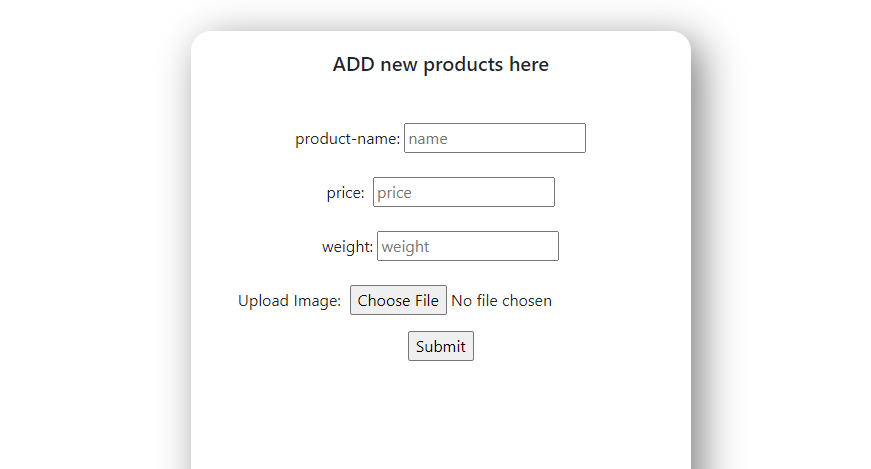 ADD new products here
product-name: name
price: price
weight: weight
Upload Image: Choose File No file chosen
Submit